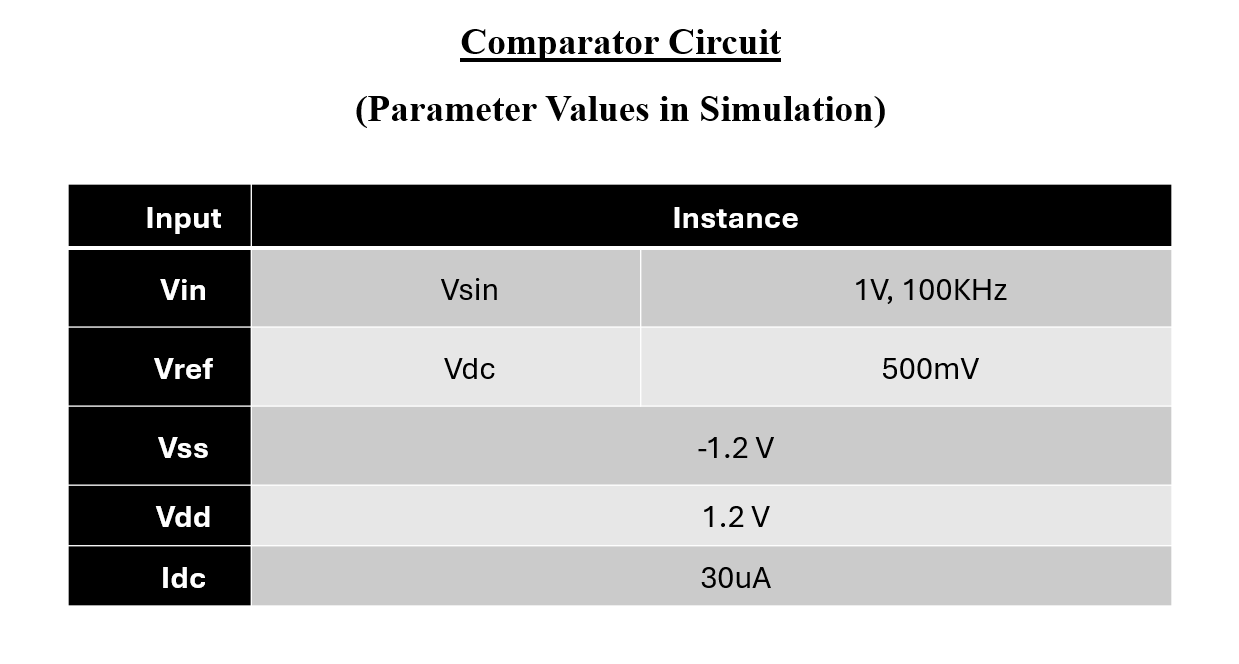 Comparator Circuit
(Parameter Values in Simulation)
Input Instance
Vin Vsin 1V, 100KHz
Vref Vdc 500mV
Vss -1.2 V
Vdd 1.2 V
Idc 30uA